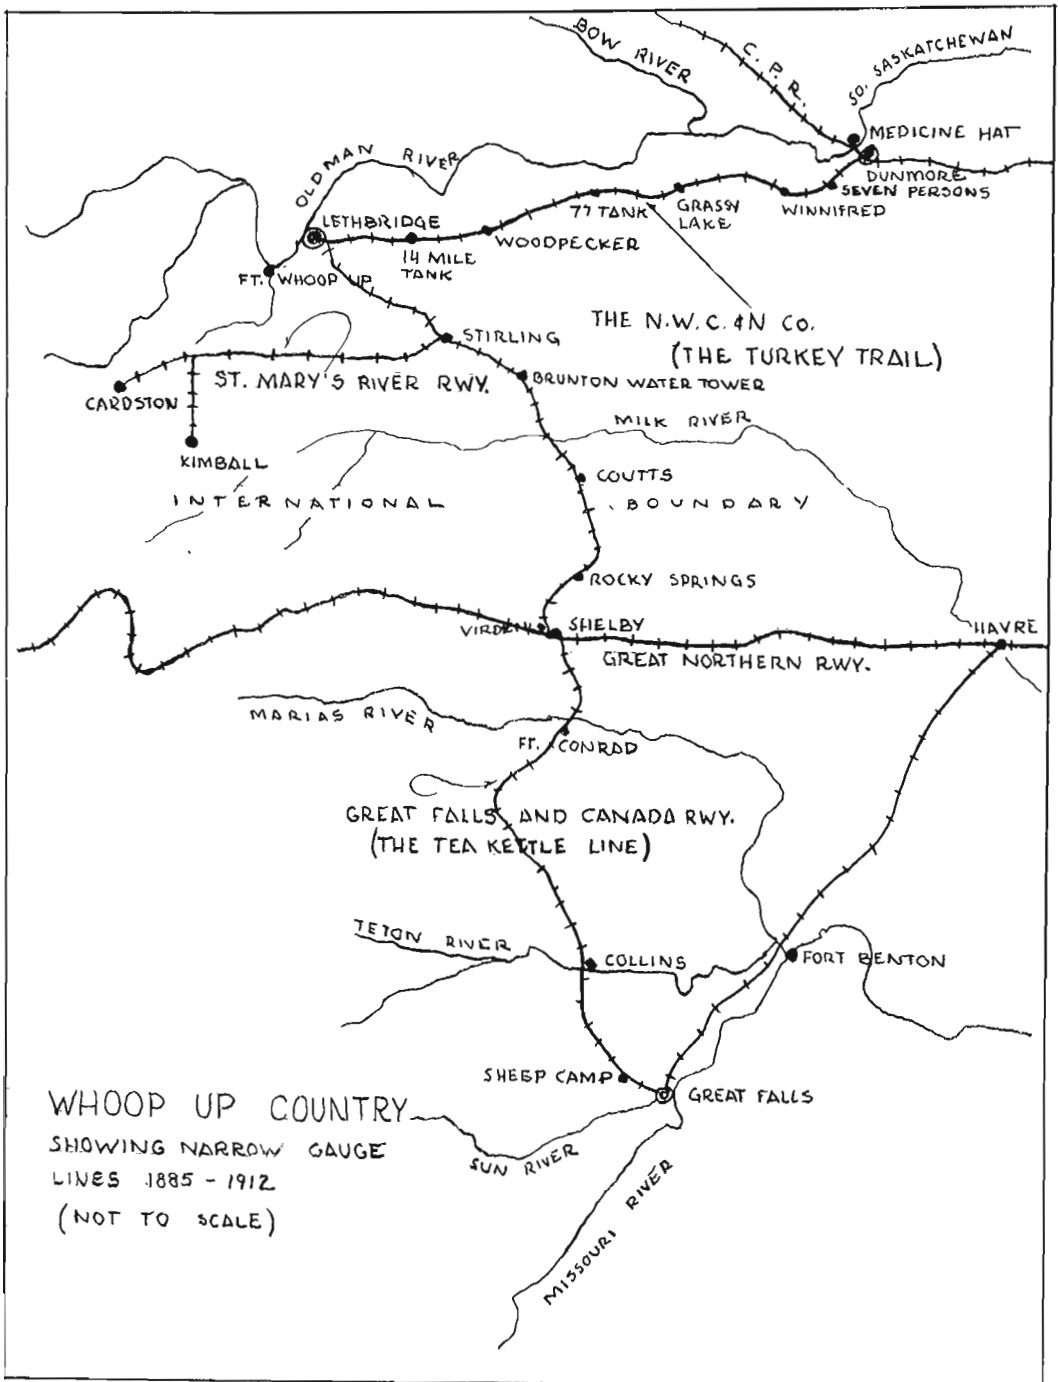 BOW RIVER
C. P. R.
SO. SASKATCHEWAN
MEDICINE HAT
DUNMORE
SEVEN PERSONS
WINNIFRED
GRASSY
LAKE
77 TANK
WOODPECKER
14 MILE
TANK
LETHBRIDGE
OLDMAN RIVER
FT. WHOOP UP
THE N.W.C. &N CO.
(THE TURKEY TRAIL)
STIRLING
ST. MARY'S RIVER RWY.
BRUNTON WATER TOWER
CARDSTON
KIMBALL
MILK RIVER
COUTTS
INTERNATIONAL BOUNDARY
ROCKY SPRINGS
VIRDEN
SHELBY
HAVRE
GREAT NORTHERN RWY.
MARIAS RIVER
FT. CONRAD
GREAT FALLS AND CANADA RWY.
(THE TEA KETTLE LINE)
TETON RIVER
COLLINS
FORT BENTON
SHEEP CAMP
GREAT FALLS
SUN RIVER
MISSOURI RIVER
WHOOP UP COUNTRY
SHOWING NARROW GAUGE
LINES 1885 - 1912
(NOT TO SCALE)